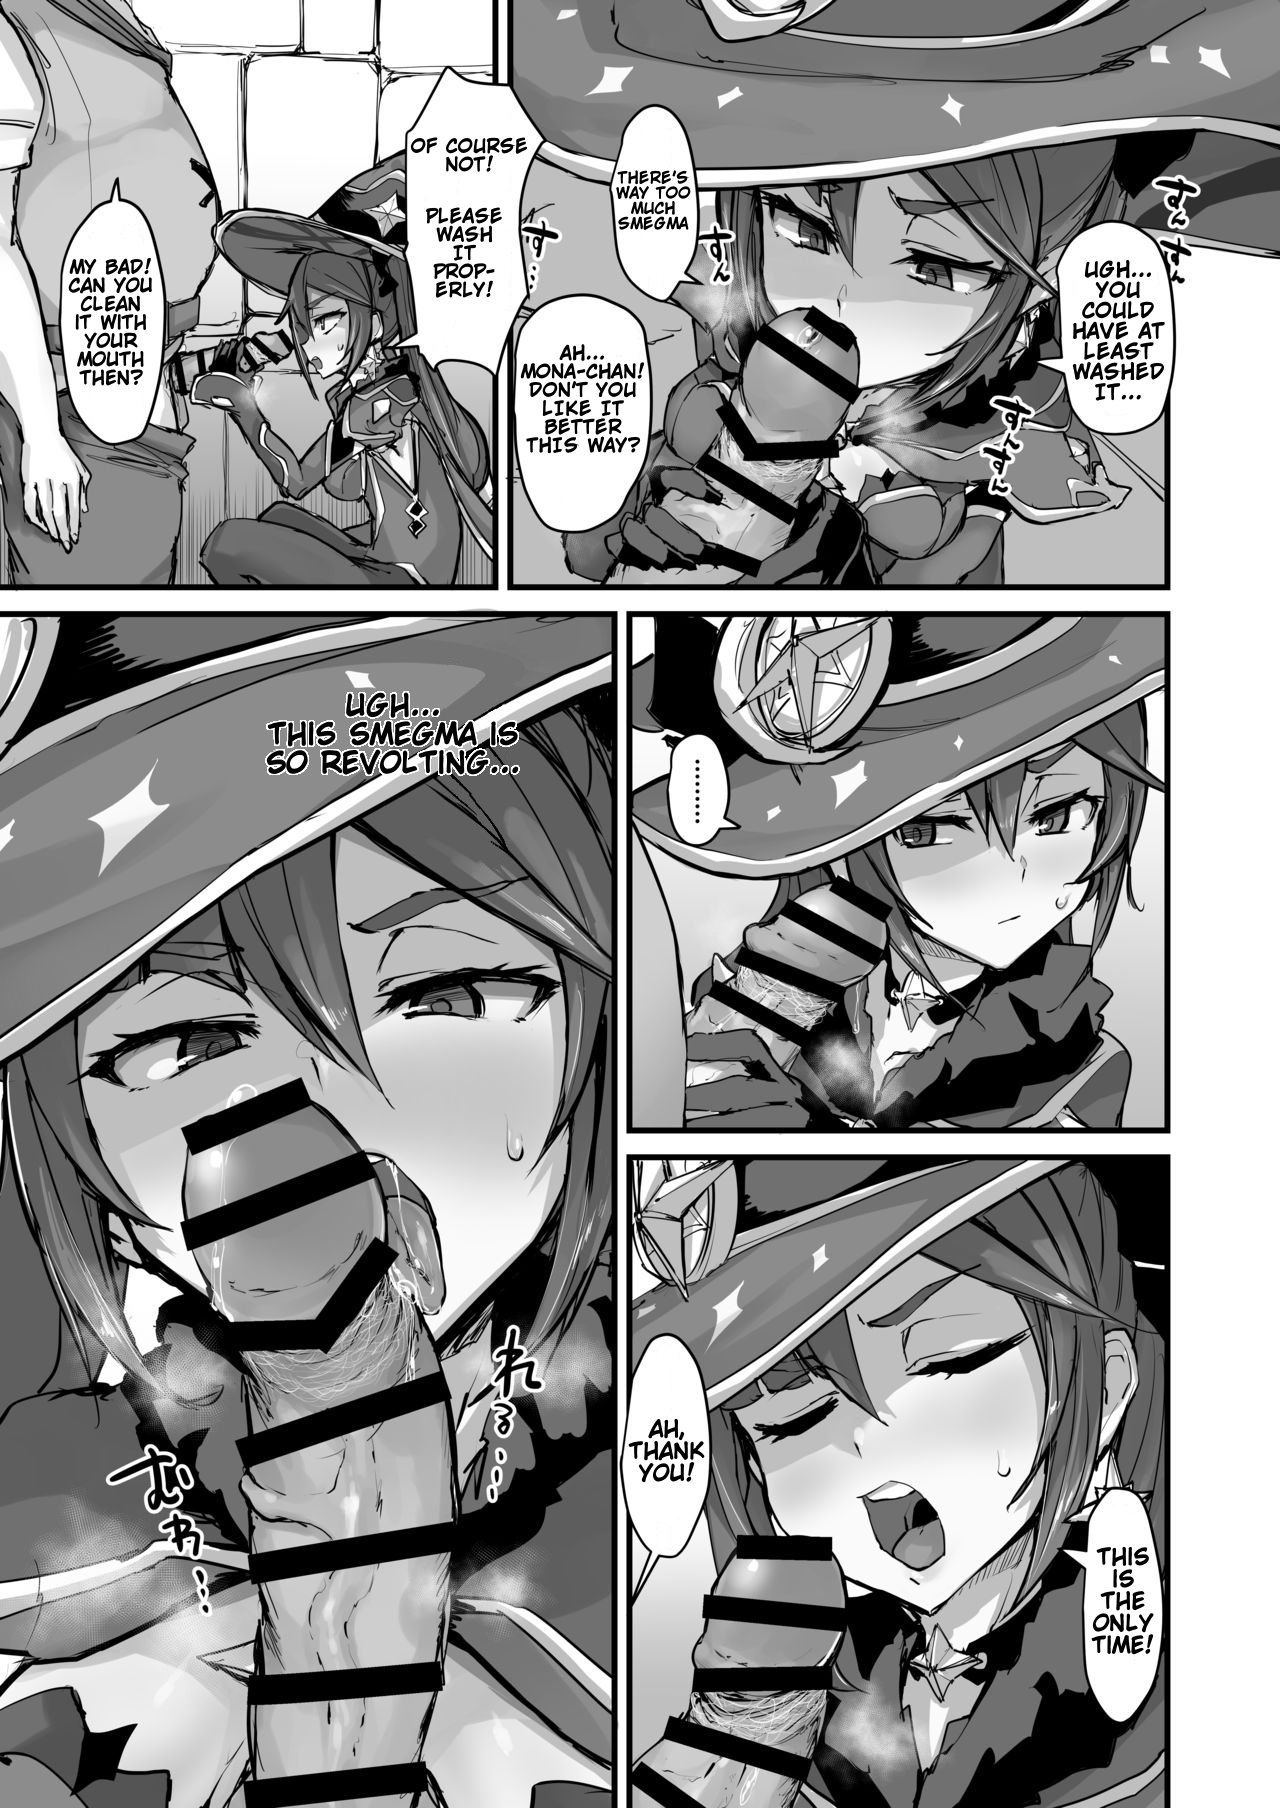 UGH...
YOU
COULD
HAVE AT
LEAST
WASHED
IT...
THERE'S
WAY TOO
MUCH
SMEGMA
AH...
MONA-CHAN!
DON'T YOU
LIKE IT
BETTER
THIS WAY?
すんすん
すん
すんすん
す...
OF COURSE
NOT!
PLEASE
WASH
IT
PROP-
ERLY!
MY BAD!
CAN YOU
CLEAN
IT WITH
YOUR
MOUTH
THEN?
.........
THIS
IS
THE
ONLY
TIME!
AH,
THANK
YOU!
UGH...
THIS SMEGMA IS
SO REVOLTING...
れる...
むわ...